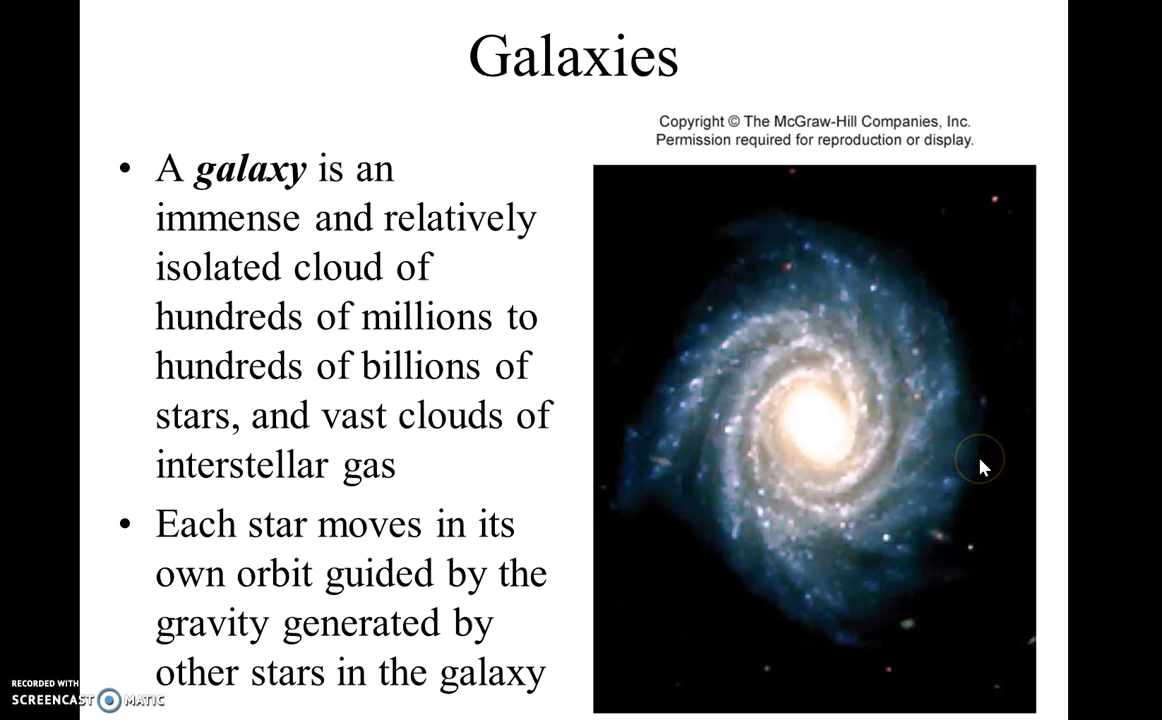 Galaxies
Copyright © The McGraw-Hill Companies, Inc.
Permission required for reproduction or display.
• A galaxy is an
immense and relatively
isolated cloud of
hundreds of millions to
hundreds of billions of
stars, and vast clouds of
interstellar gas
• Each star moves in its
own orbit guided by the
gravity generated by
other stars in the galaxy
RECORDED WITH
SCREENCAST MATIC